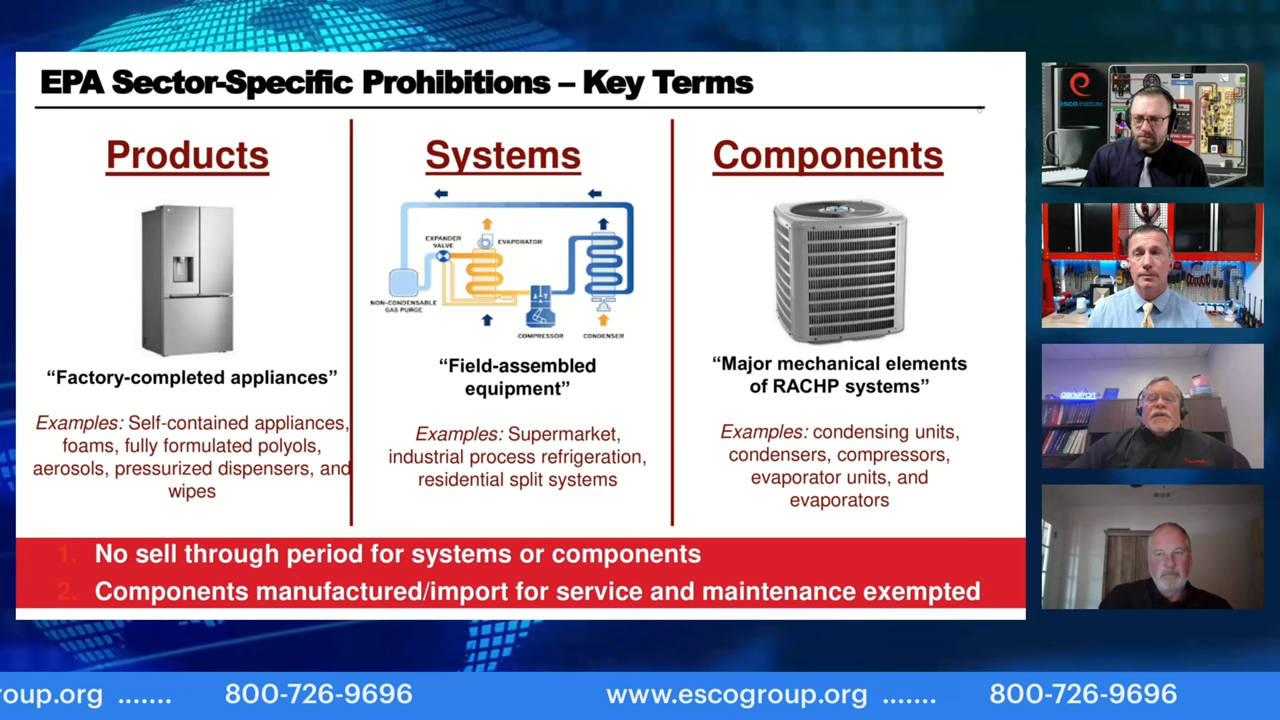 EPA Sector-Specific Prohibitions – Key Terms
Products
“Factory-completed appliances”
Examples: Self-contained appliances,
foams, fully formulated polyols,
aerosols, pressurized dispensers, and
wipes
Systems
EXPANDER
VALVE
EVAPORATOR
NON-CONDENSABLE
GAS PURGE
COMPRESSOR
CONDENSER
“Field-assembled
equipment”
Examples: Supermarket,
industrial process refrigeration,
residential split systems
Components
“Major mechanical elements
of RACHP systems”
Examples: condensing units,
condensers, compressors,
evaporator units, and
evaporators
1. No sell through period for systems or components
2. Components manufactured/import for service and maintenance exempted
esco institute
roup.org ....... 800-726-9696 www.escogroup.org ....... 800-726-9696